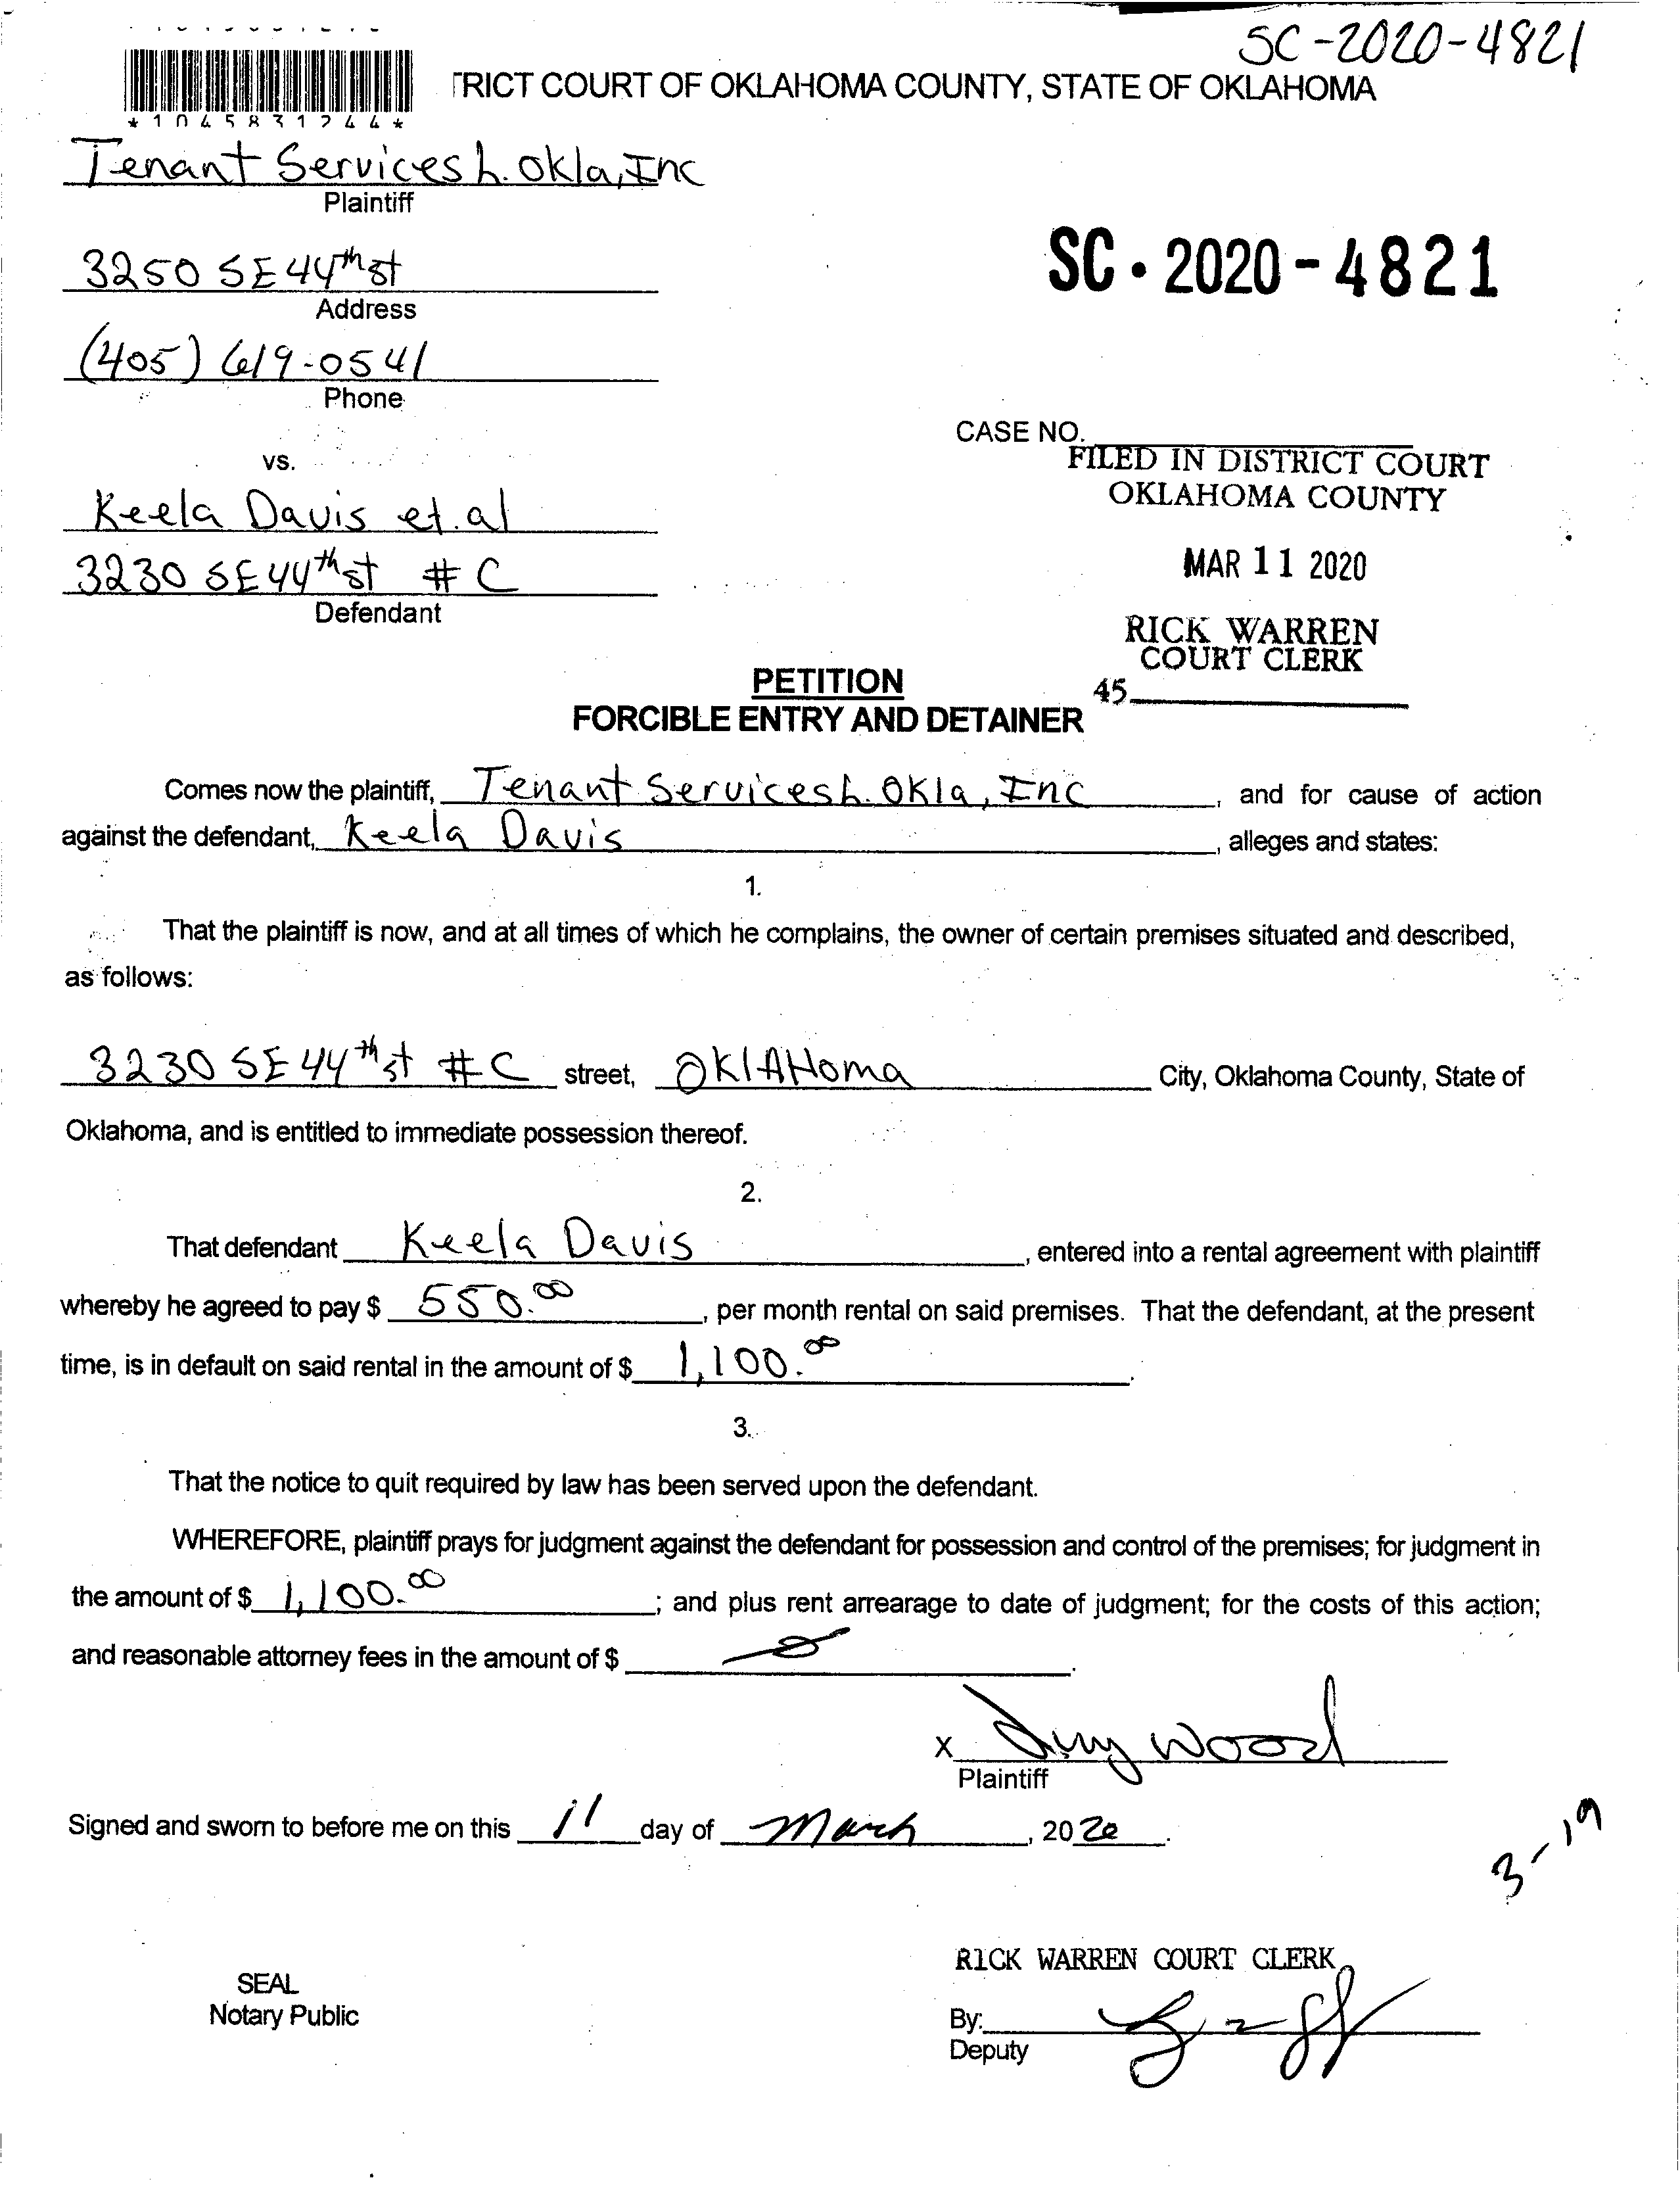 SC-2020-4821
TRICT COURT OF OKLAHOMA COUNTY, STATE OF OKLAHOMA
*1045831244*
Tenant Services h. Okla, Inc
Plaintiff
3250 SE 44th st
Address
SC·2020-4821
(405) 619-0541
Phone
CASE NO.
vs.
FILED IN DISTRICT COURT
OKLAHOMA COUNTY
Keela Davis et. al
3230 SE 44th st # C
Defendant
MAR 11 2020
RICK WARREN
COURT CLERK
45
PETITION
FORCIBLE ENTRY AND DETAINER
Comes now the plaintiff, Tenant Services h. Okla, Inc, and for cause of action
against the defendant, Keela Davis, alleges and states:
1.
That the plaintiff is now, and at all times of which he complains, the owner of certain premises situated and described,
as follows:
3230 SE 44th st # C street, OKlAHoma City, Oklahoma County, State of
Oklahoma, and is entitled to immediate possession thereof.
2.
That defendant Keela Davis, entered into a rental agreement with plaintiff
whereby he agreed to pay $ 550.00, per month rental on said premises. That the defendant, at the present
time, is in default on said rental in the amount of $ 1,100.00.
3.
That the notice to quit required by law has been served upon the defendant.
WHEREFORE, plaintiff prays for judgment against the defendant for possession and control of the premises; for judgment in
the amount of $ 1,100.00; and plus rent arrearage to date of judgment; for the costs of this action;
and reasonable attorney fees in the amount of $ 0.
X Wood
Plaintiff
Signed and sworn to before me on this 11 day of March, 2020.
3-19
RICK WARREN COURT CLERK
SEAL
Notary Public
By:
Deputy